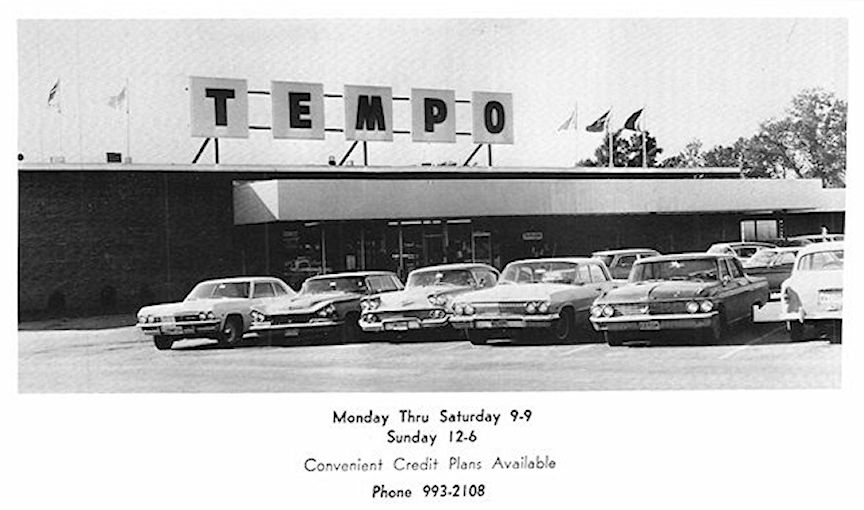 TEMPO
Monday Thru Saturday 9-9
Sunday 12-6
Convenient Credit Plans Available
Phone 993-2108